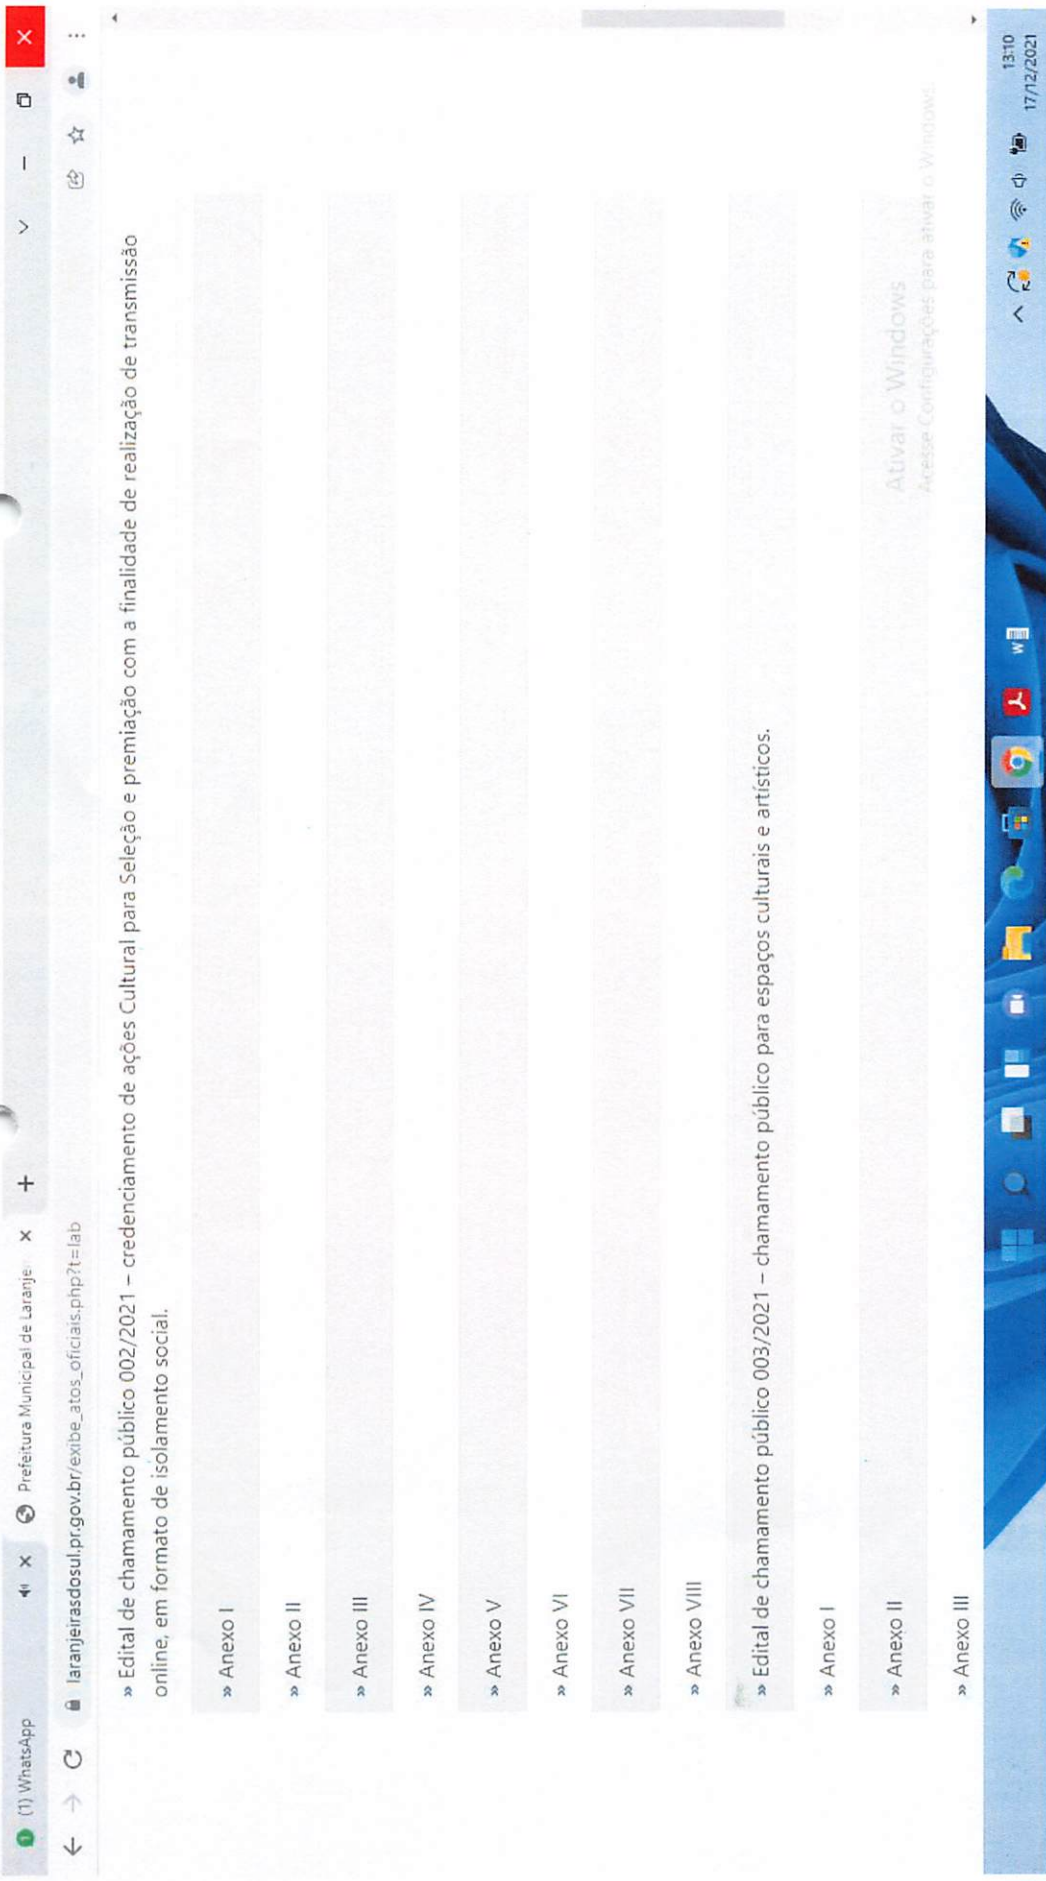 (1) WhatsApp
Prefeitura Municipal de Laranje
laranjeirasdosul.pr.gov.br/exibe_atos_oficiais.php?t=lab
» Edital de chamamento público 002/2021 – credenciamento de ações Cultural para Seleção e premiação com a finalidade de realização de transmissão
online, em formato de isolamento social.
» Anexo I
» Anexo II
» Anexo III
» Anexo IV
» Anexo V
» Anexo VI
» Anexo VII
» Anexo VIII
» Edital de chamamento público 003/2021 – chamamento público para espaços culturais e artísticos.
» Anexo I
» Anexo II
» Anexo III
Ativar o Windows
Acesse Configurações para ativar o Windows.
13:10
17/12/2021